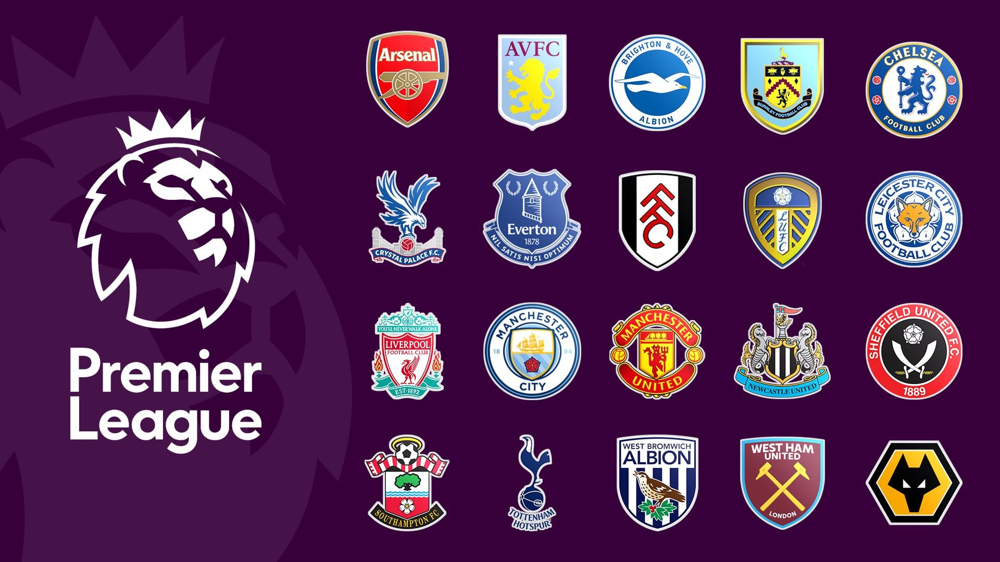 Premier
League
Arsenal
AVFC
BRIGHTON & HOVE
ALBION
BURNLEY FOOTBALL CLUB
CHELSEA
FOOTBALL CLUB
1905
CRYSTAL PALACE F.C.
Everton
1878
NIL SATIS NISI OPTIMUM
FFC
LUFC
LEICESTER CITY
FOOTBALL CLUB
YOU'LL NEVER WALK ALONE
LIVERPOOL
FOOTBALL CLUB
EST·1892
MANCHESTER
18 94
CITY
MANCHESTER
UNITED
NEWCASTLE UNITED
SHEFFIELD UNITED F.C.
1889
SOUTHAMPTON FC
TOTTENHAM
HOTSPUR
WEST BROMWICH
ALBION
WEST HAM
UNITED
LONDON